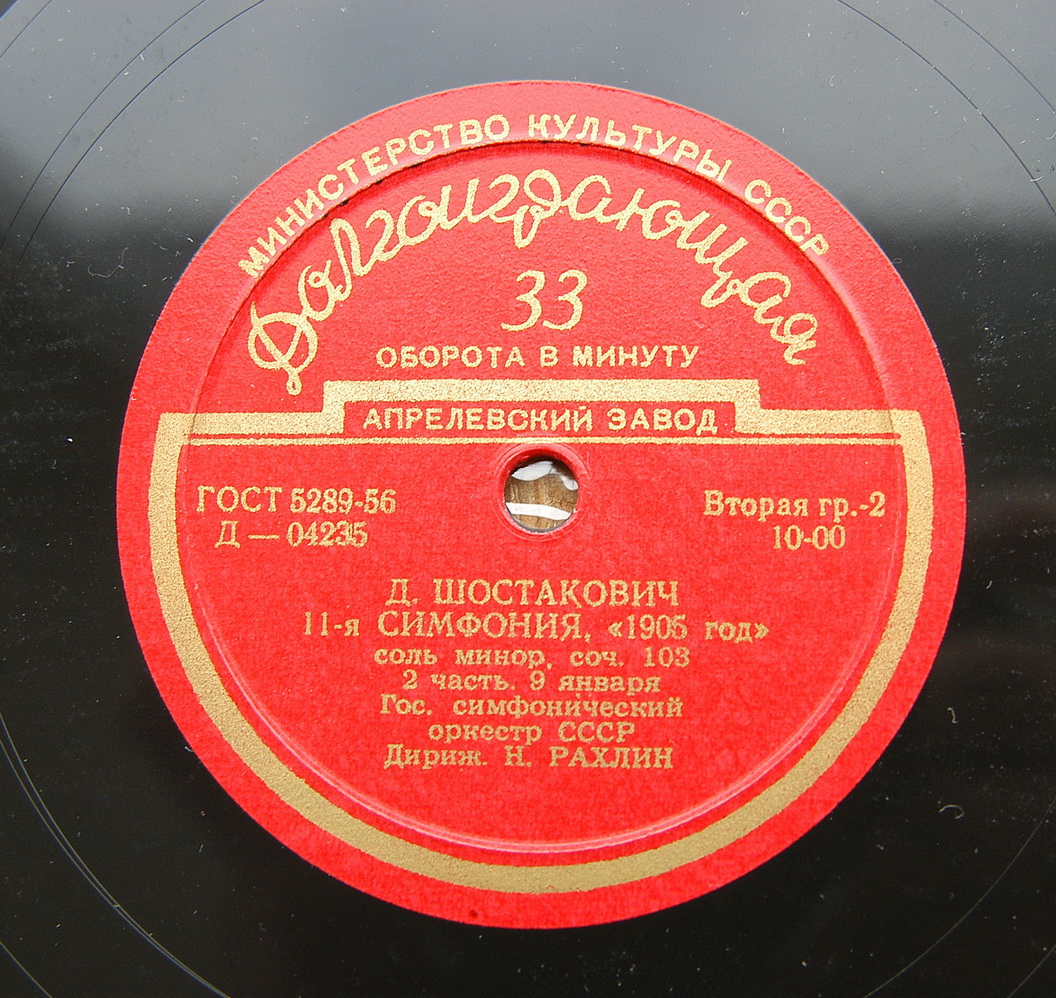 МИНИСТЕРСТВО КУЛЬТУРЫ СССР
Долгоиграющая
33
ОБОРОТА В МИНУТУ
АПРЕЛЕВСКИЙ ЗАВОД
ГОСТ 5289-56
Д — 04235
Вторая гр.-2
10-00
Д. ШОСТАКОВИЧ
11-я СИМФОНИЯ, «1905 год»
соль минор, соч. 103
2 часть. 9 января
Гос. симфонический
оркестр СССР
Дириж. Н. РАХЛИН